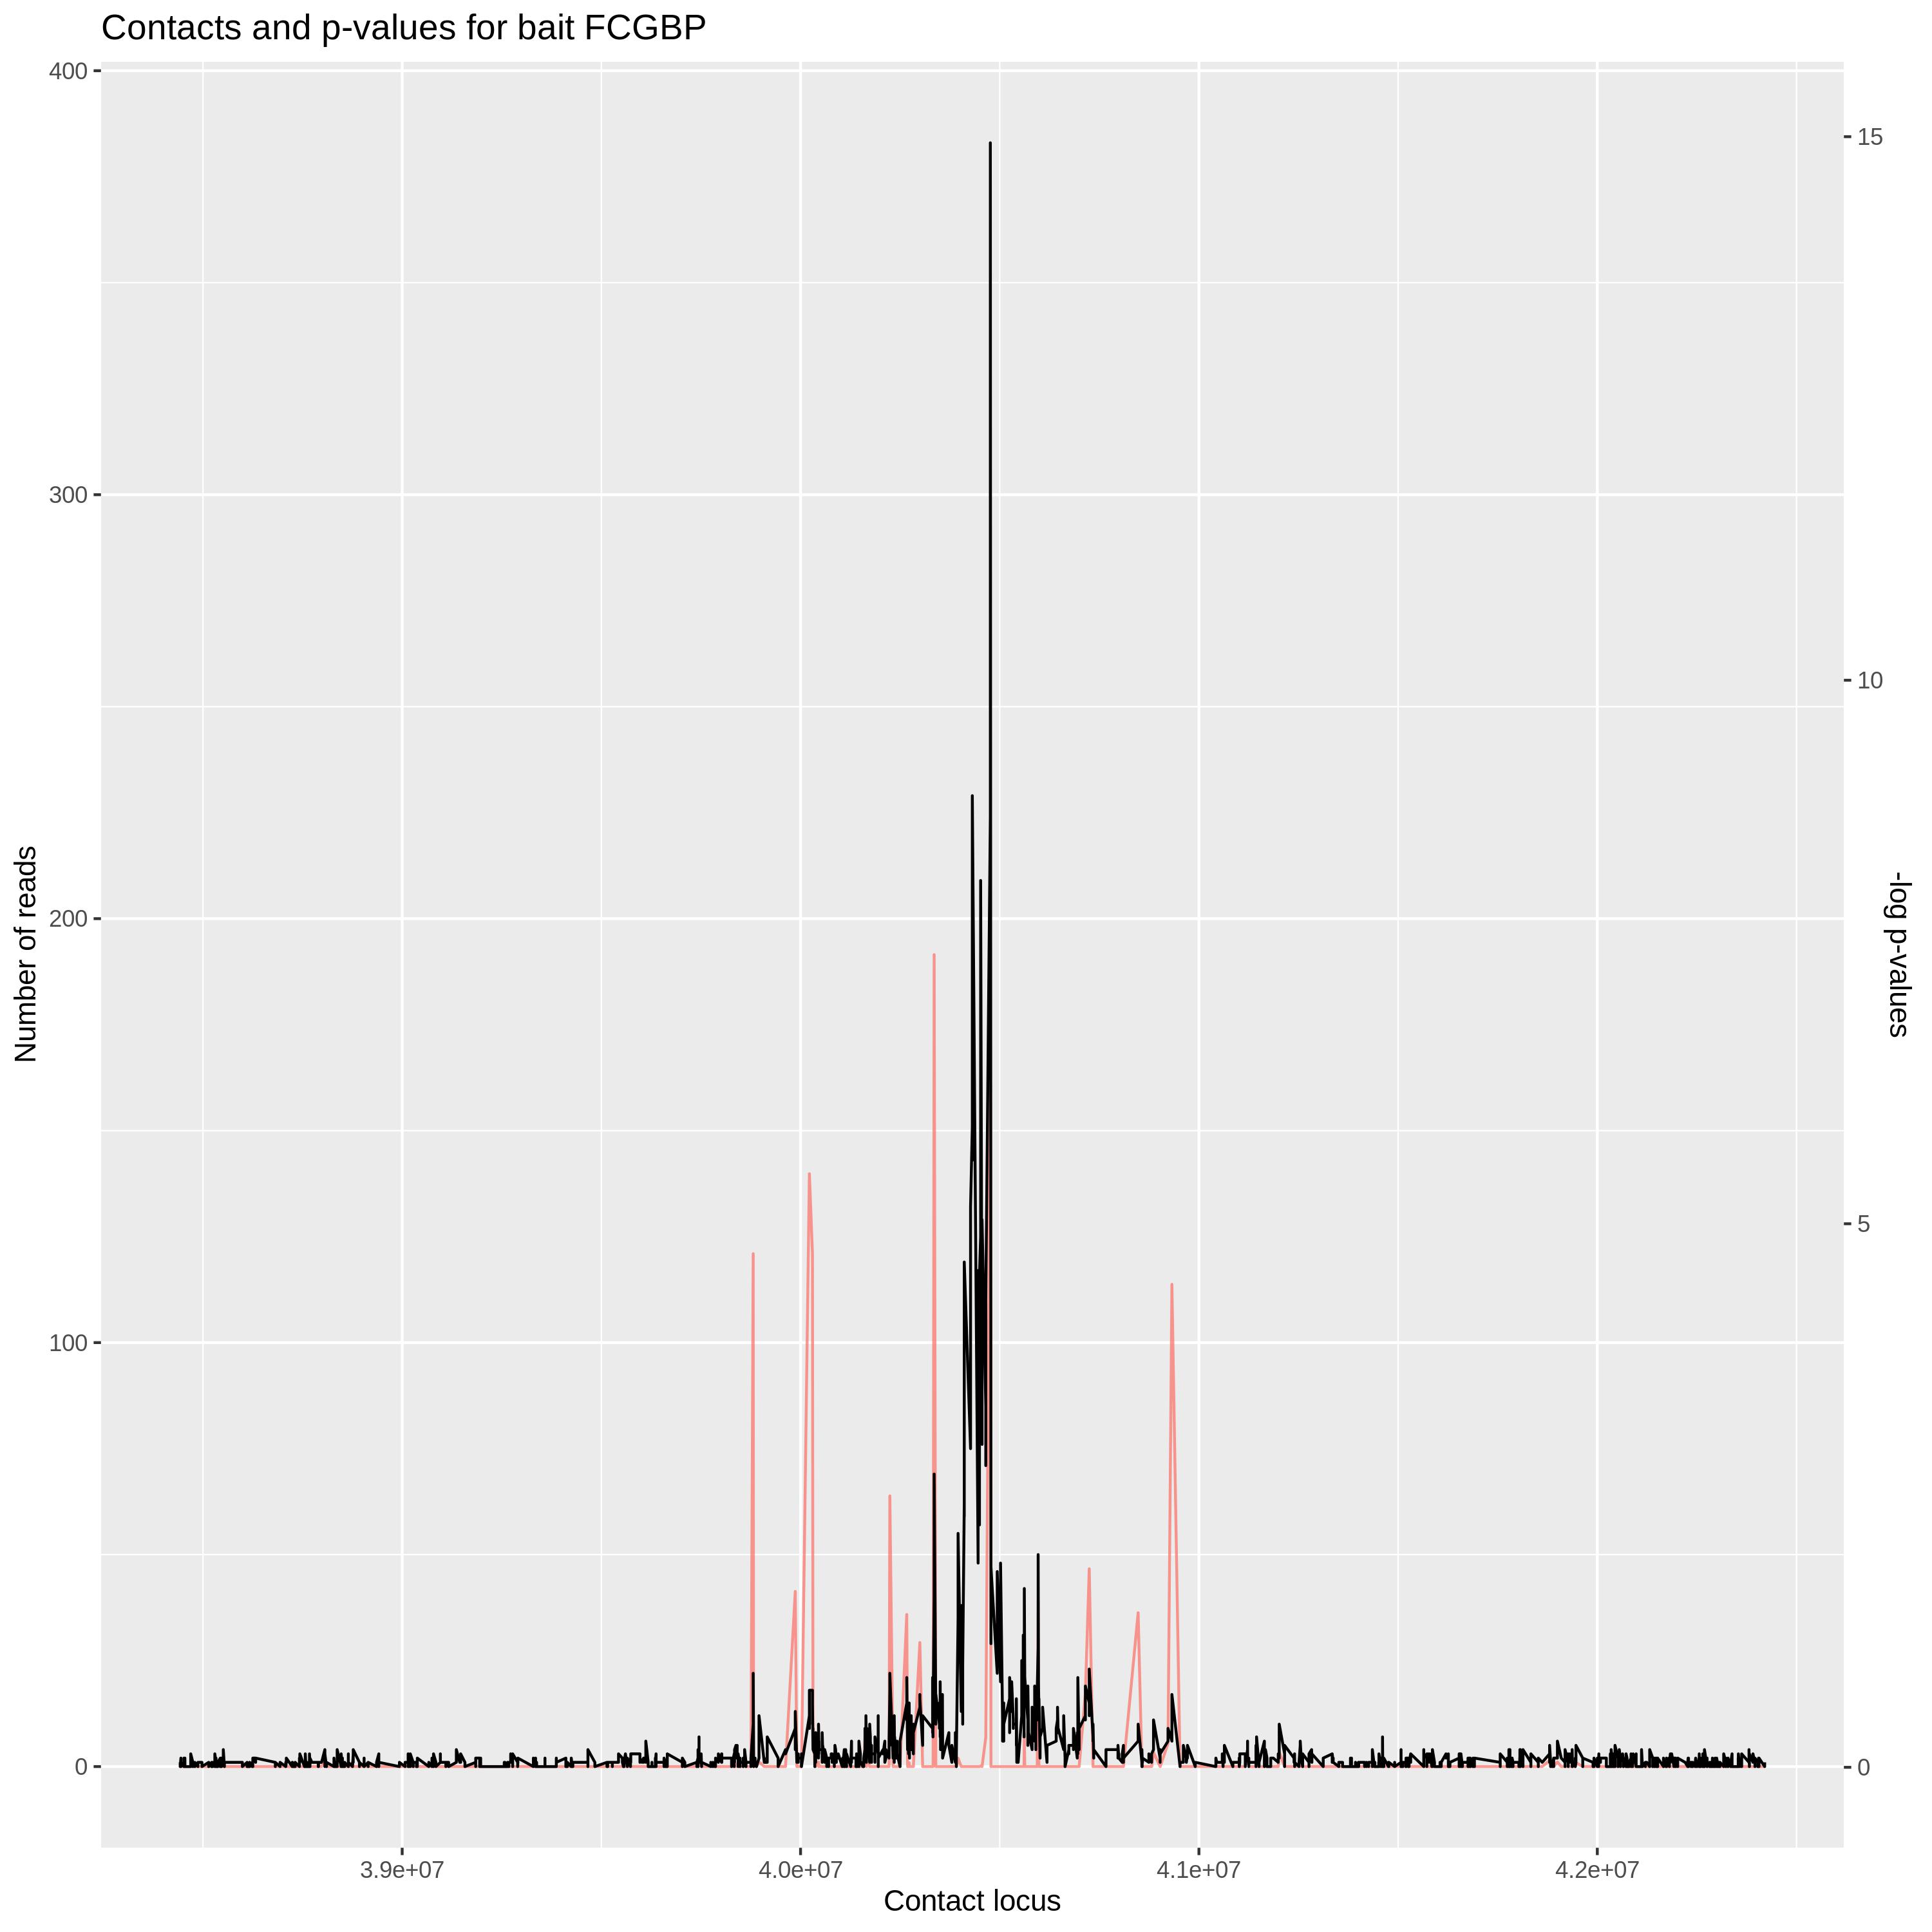 Contacts and p-values for bait FCGBP
400
300
200
100
0
Number of reads
15
10
5
0
-log p-values
3.9e+07
4.0e+07
4.1e+07
4.2e+07
Contact locus